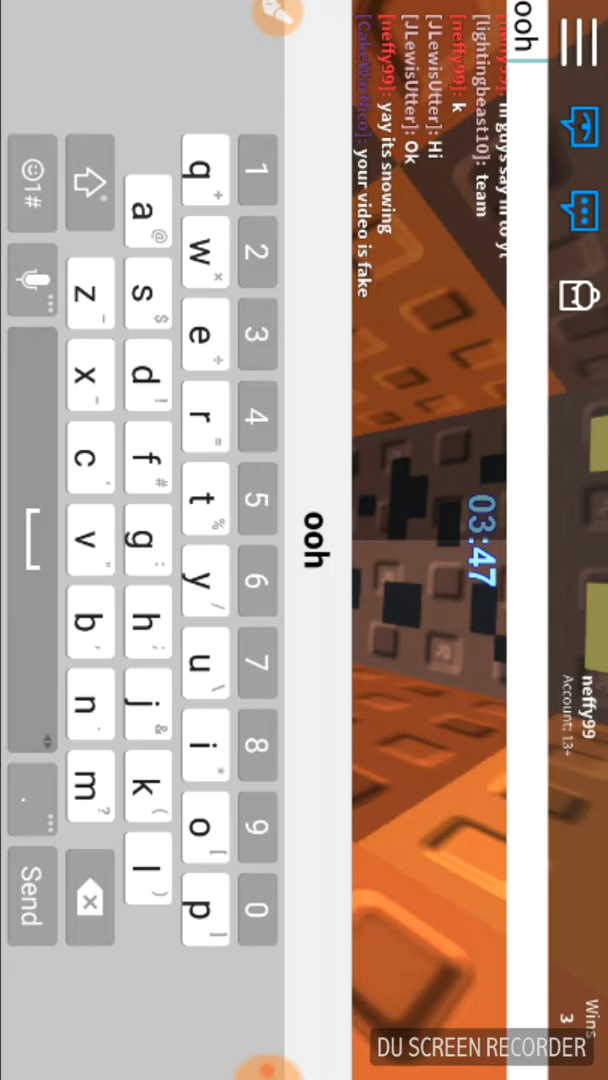 neffy99
Account: 13+
Wins
3
ooh
[lightingbeast10]: team
[neffy99]: k
[JLewisUtter]: Hi
[JLewisUtter]: Ok
[neffy99]: yay its snowing
[CakeWarNico]: your video is fake
03:47
ooh
1 2 3 4 5 6 7 8 9 0
q w e r t y u i o p
a s d f g h j k l
z x c v b n m
1# . Send
DU SCREEN RECORDER